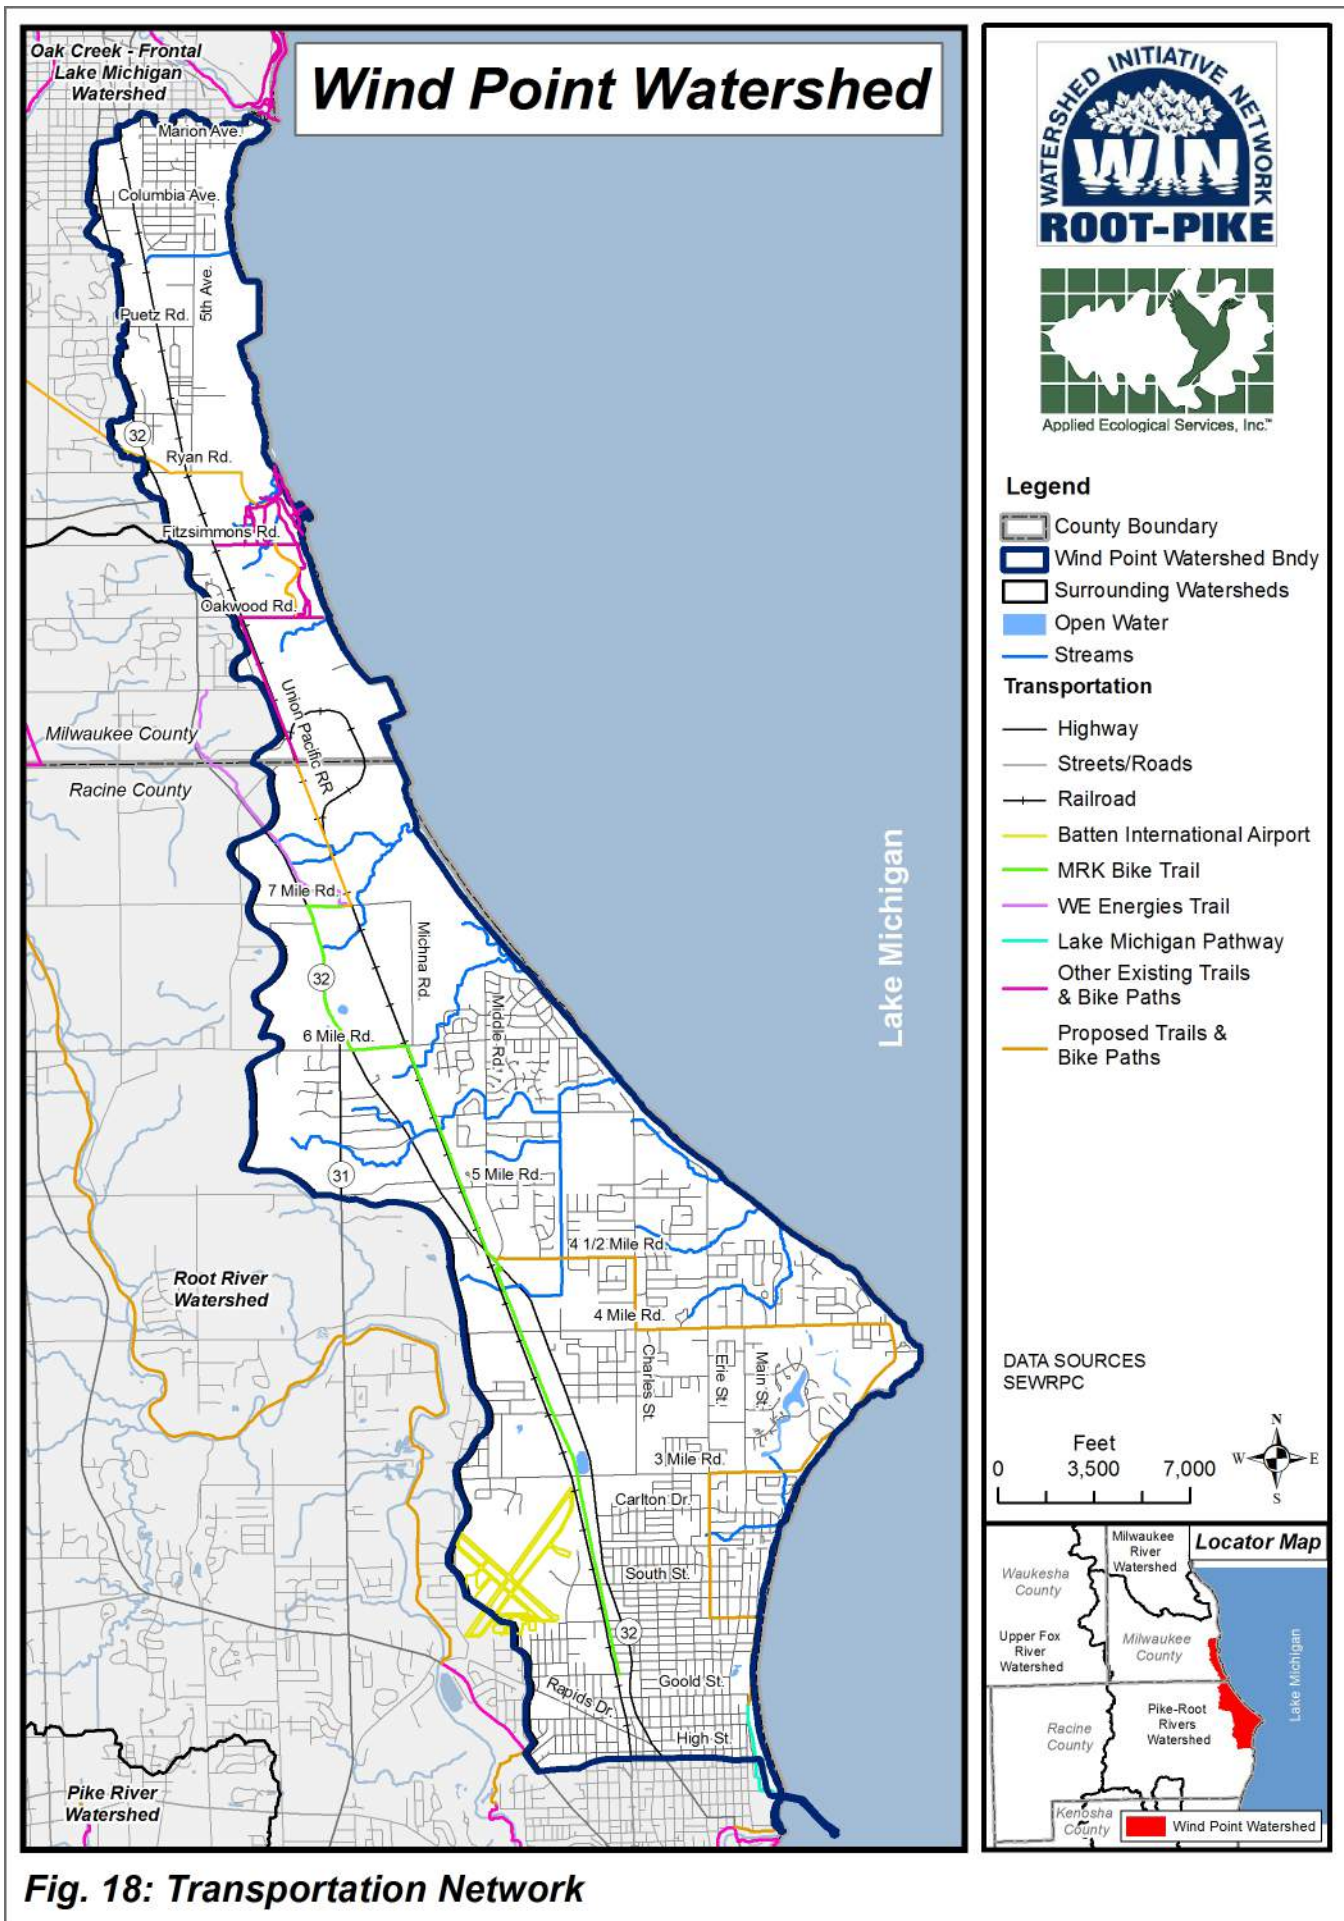 Wind Point Watershed
Oak Creek - Frontal
Lake Michigan
Watershed
Marion Ave.
Columbia Ave.
5th Ave.
Puetz Rd.
32
Ryan Rd.
Fitzsimmons Rd.
Oakwood Rd.
Union Pacific RR
Milwaukee County
Racine County
7 Mile Rd.
Michna Rd.
32
Middle Rd.
6 Mile Rd.
31
5 Mile Rd.
4 1/2 Mile Rd.
Root River
Watershed
4 Mile Rd.
Charles St.
Erie St.
Main St.
3 Mile Rd.
Carlton Dr.
South St.
32
Goold St.
Rapids Dr.
High St.
Pike River
Watershed
Lake Michigan
WATERSHED INITIATIVE NETWORK
WIN
ROOT-PIKE
Applied Ecological Services, Inc.™
Legend
County Boundary
Wind Point Watershed Bndy
Surrounding Watersheds
Open Water
Streams
Transportation
Highway
Streets/Roads
Railroad
Batten International Airport
MRK Bike Trail
WE Energies Trail
Lake Michigan Pathway
Other Existing Trails
& Bike Paths
Proposed Trails &
Bike Paths
DATA SOURCES
SEWRPC
Feet
0 3,500 7,000
N
W E
S
Locator Map
Milwaukee
River
Watershed
Waukesha
County
Upper Fox
River
Watershed
Milwaukee
County
Lake Michigan
Pike-Root
Rivers
Watershed
Racine
County
Kenosha
County
Wind Point Watershed
Fig. 18: Transportation Network